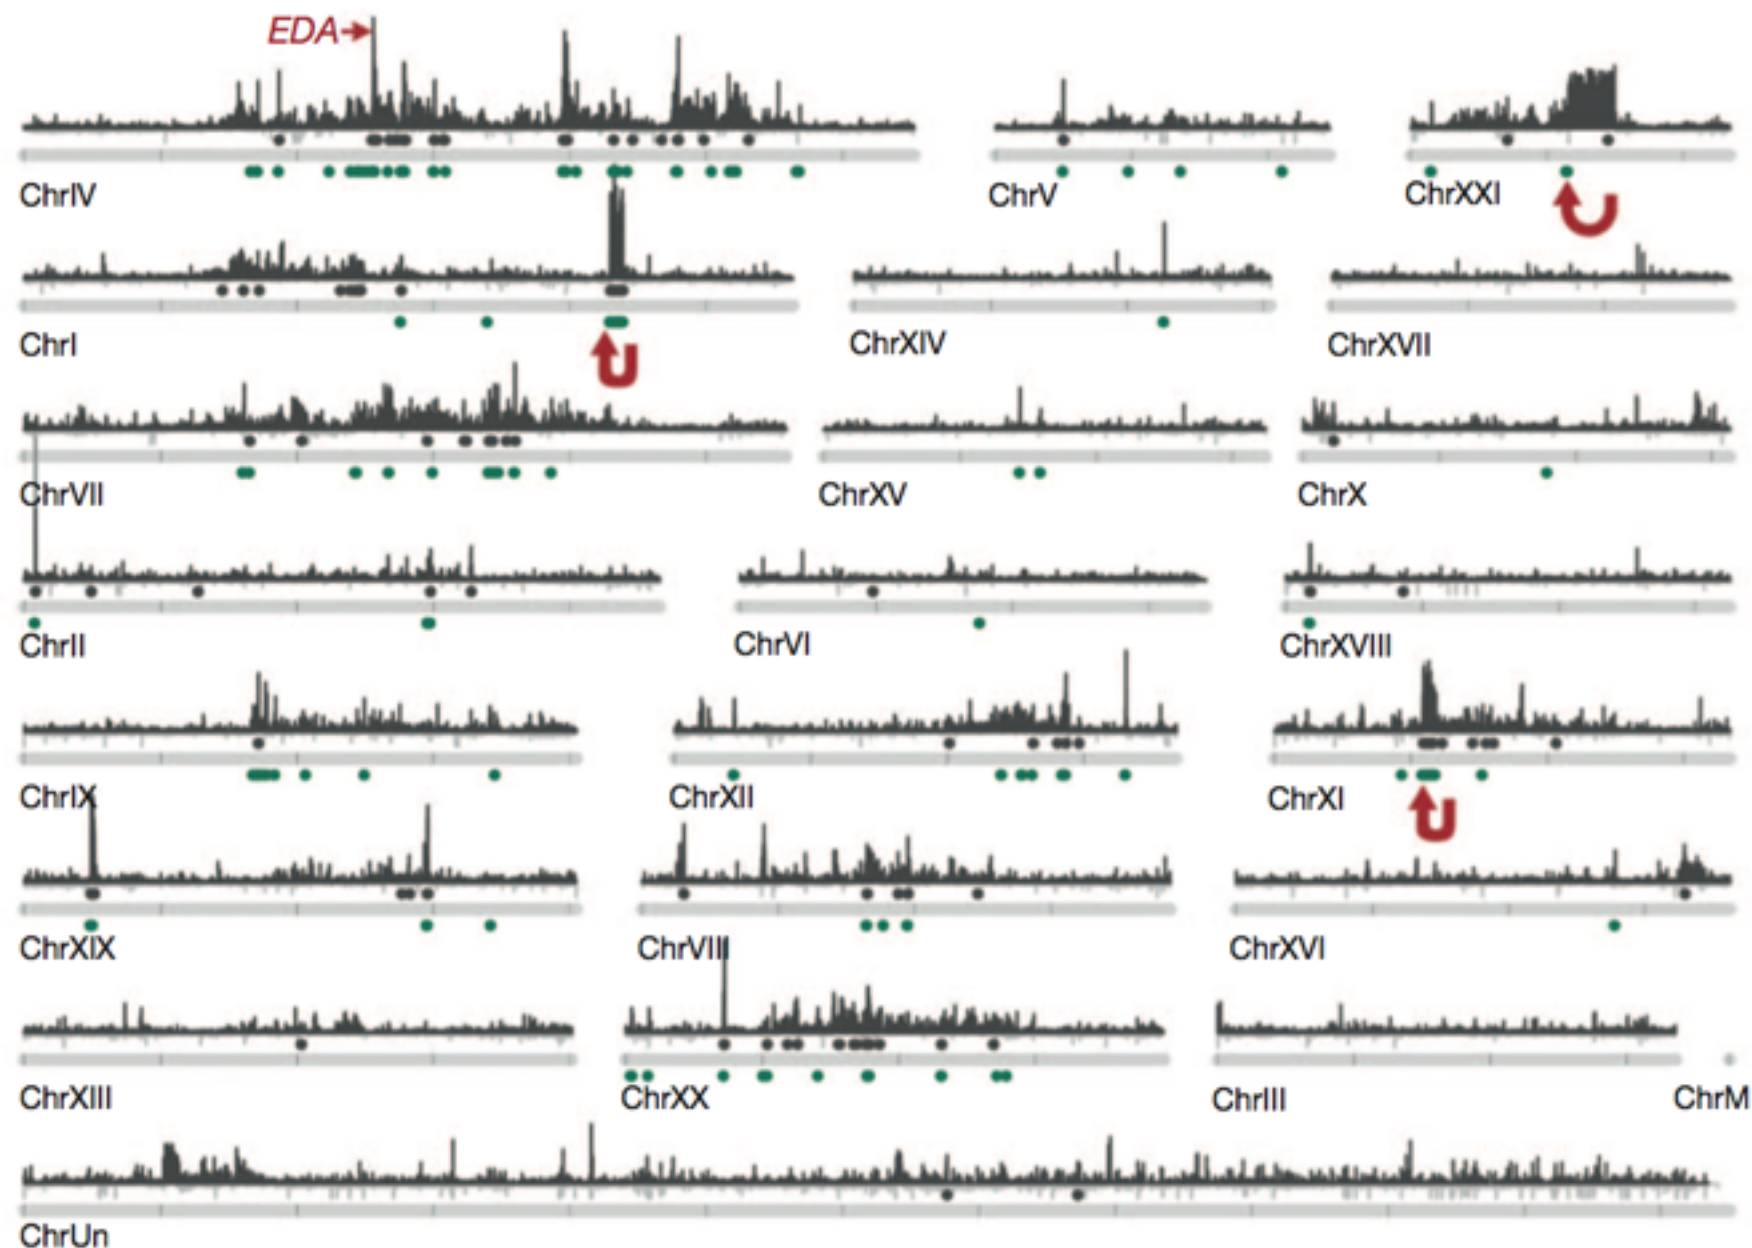 EDA
ChrIV ChrV ChrXXI
ChrI ChrXIV ChrXVII
ChrVII ChrXV ChrX
ChrII ChrVI ChrXVIII
ChrIX ChrXII ChrXI
ChrXIX ChrVIII ChrXVI
ChrXIII ChrXX ChrIII ChrM
ChrUn